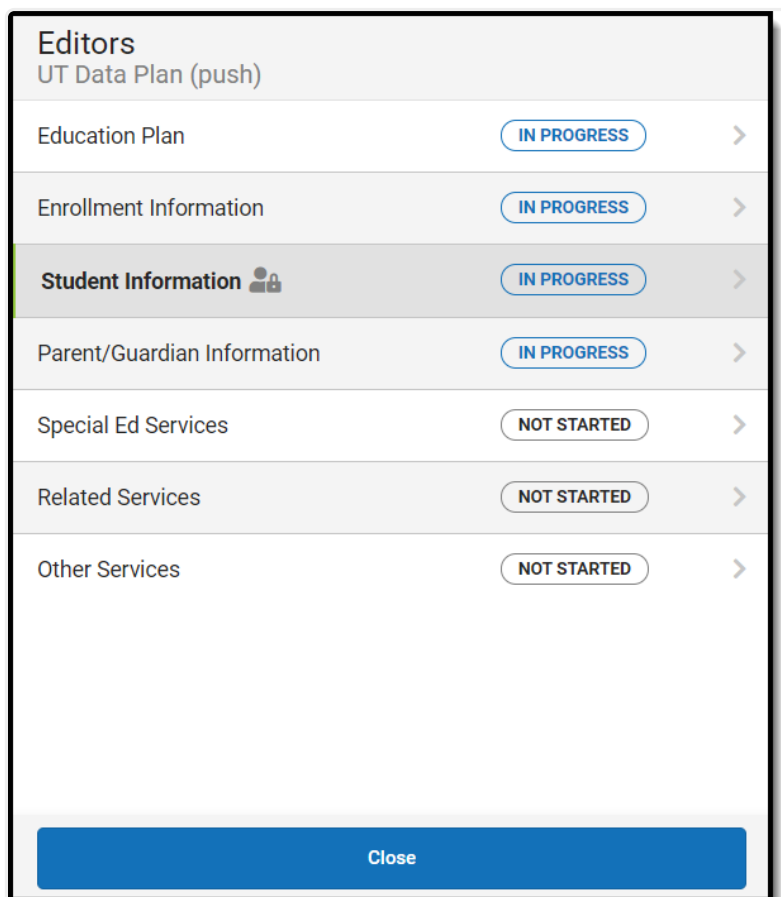 Editors
UT Data Plan (push)
Education Plan IN PROGRESS
Enrollment Information IN PROGRESS
Student Information IN PROGRESS
Parent/Guardian Information IN PROGRESS
Special Ed Services NOT STARTED
Related Services NOT STARTED
Other Services NOT STARTED
Close